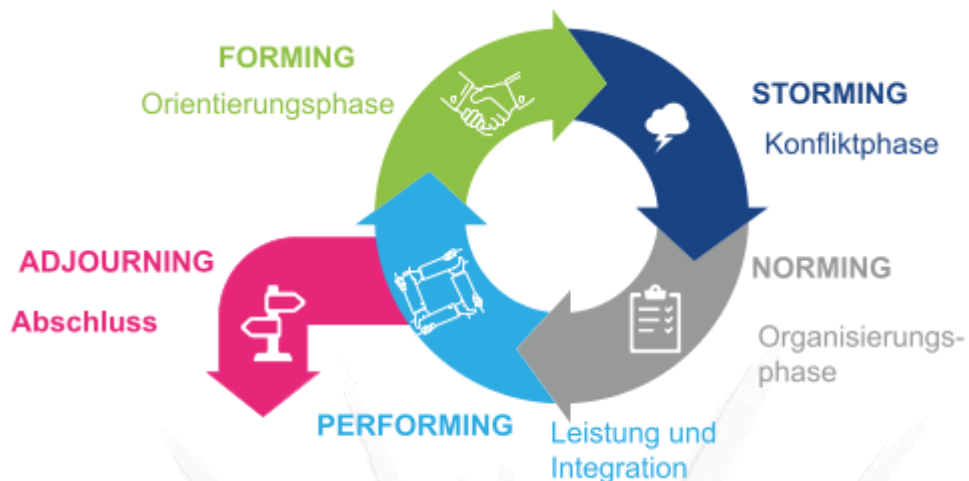 FORMING
Orientierungsphase
STORMING
Konfliktphase
NORMING
Organisierungs-
phase
PERFORMING
Leistung und
Integration
ADJOURNING
Abschluss